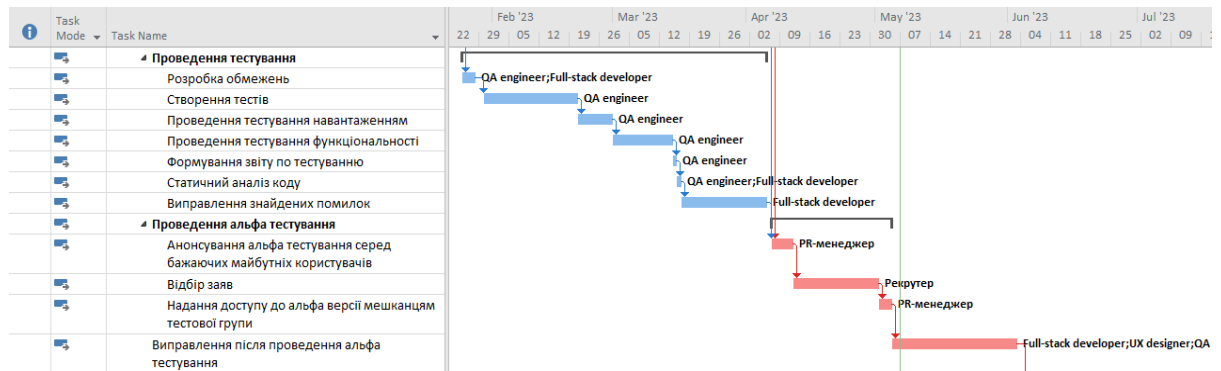 Task Mode
Task Name
Feb '23 Mar '23 Apr '23 May '23 Jun '23 Jul '23
22 29 05 12 19 26 05 12 19 26 02 09 16 23 30 07 14 21 28 04 11 18 25 02 09
Проведення тестування
Розробка обмежень QA engineer;Full-stack developer
Створення тестів QA engineer
Проведення тестування навантаженням QA engineer
Проведення тестування функціональності QA engineer
Формування звіту по тестуванню QA engineer
Статичний аналіз коду QA engineer;Full-stack developer
Виправлення знайдених помилок Full-stack developer
Проведення альфа тестування
Анонсування альфа тестування серед
бажаючих майбутніх користувачів PR-менеджер
Відбір заяв Рекрутер
Надання доступу до альфа версії мешканцям
тестової групи PR-менеджер
Виправлення після проведення альфа
тестування Full-stack developer;UX designer;QA